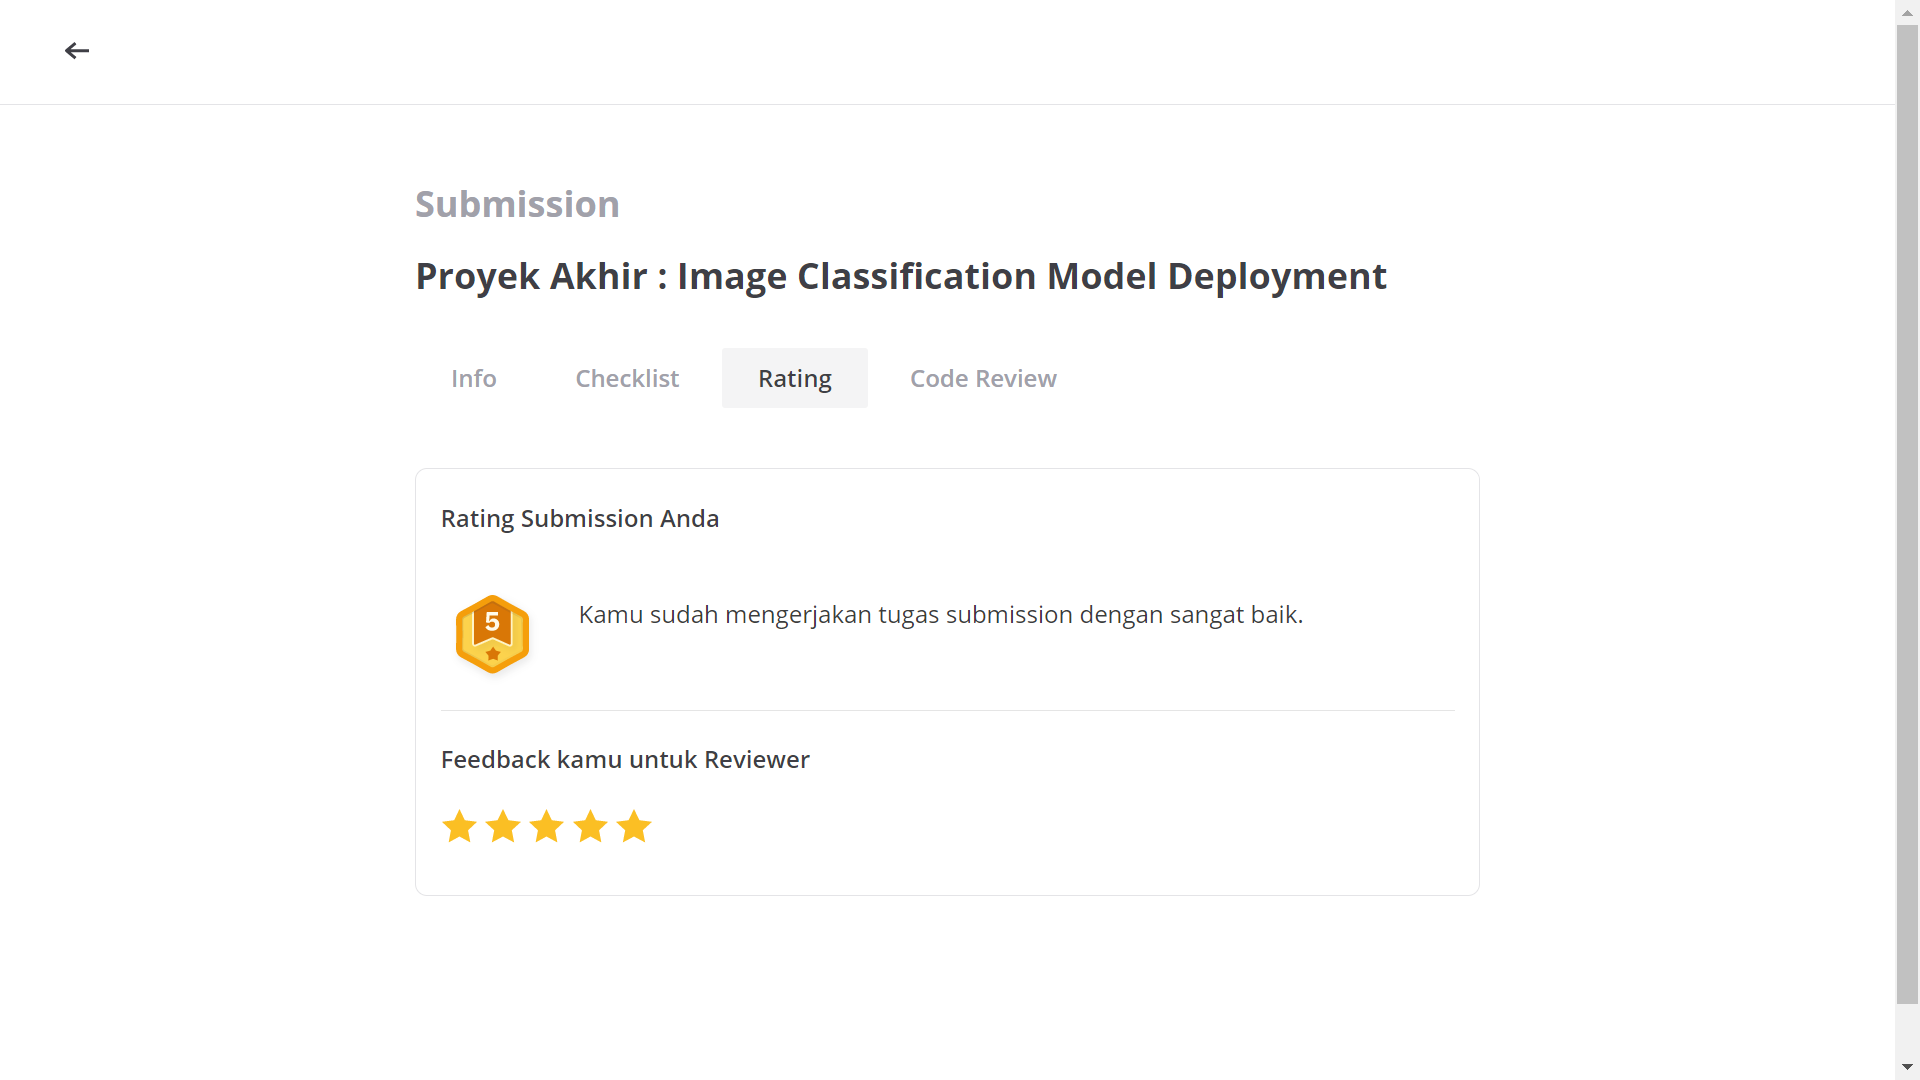 Submission
Proyek Akhir : Image Classification Model Deployment
Info Checklist Rating Code Review
Rating Submission Anda
5
Kamu sudah mengerjakan tugas submission dengan sangat baik.
Feedback kamu untuk Reviewer